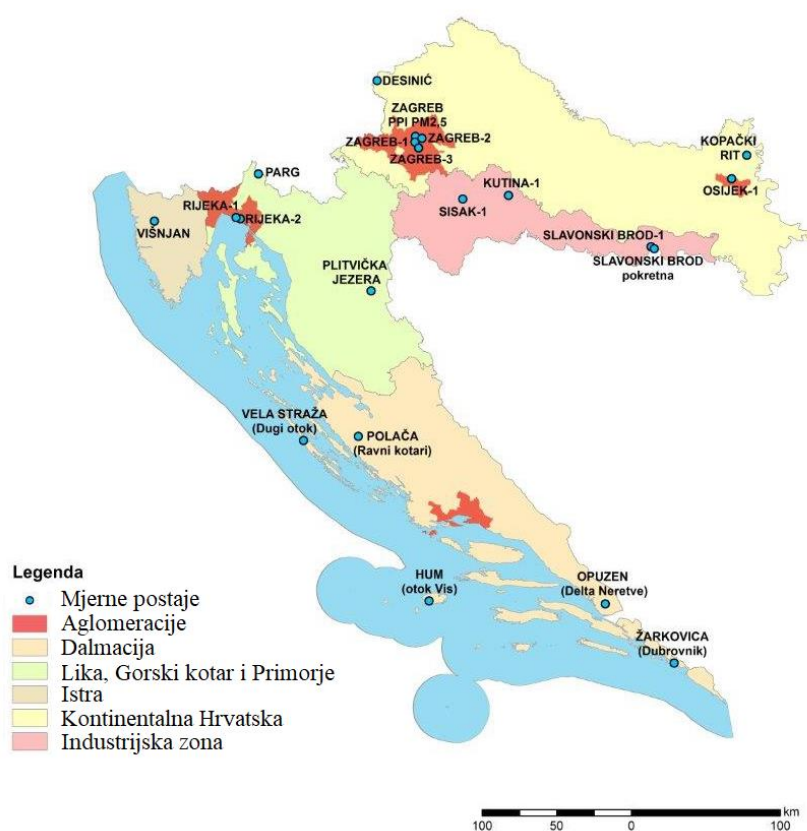 DESINIĆ
ZAGREB
PPI PM2,5
ZAGREB-1
ZAGREB-2
ZAGREB-3
KOPAČKI
RIT
OSIJEK-1
PARG
KUTINA-1
SISAK-1
RIJEKA-1
RIJEKA-2
VIŠNJAN
SLAVONSKI BROD-1
SLAVONSKI BROD
pokretna
PLITVIČKA
JEZERA
VELA STRAŽA
(Dugi otok)
POLAČA
(Ravni kotari)
HUM
(otok Vis)
OPUZEN
(Delta Neretve)
ŽARKOVICA
(Dubrovnik)
Legenda
Mjerne postaje
Aglomeracije
Dalmacija
Lika, Gorski kotar i Primorje
Istra
Kontinentalna Hrvatska
Industrijska zona
km
100 50 0 100